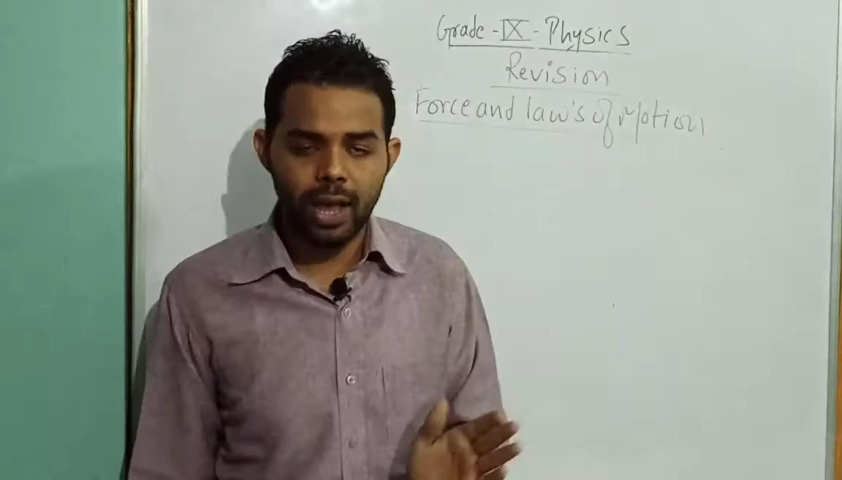 Grade - IX - Physics
Revision
Force and law's of Motion